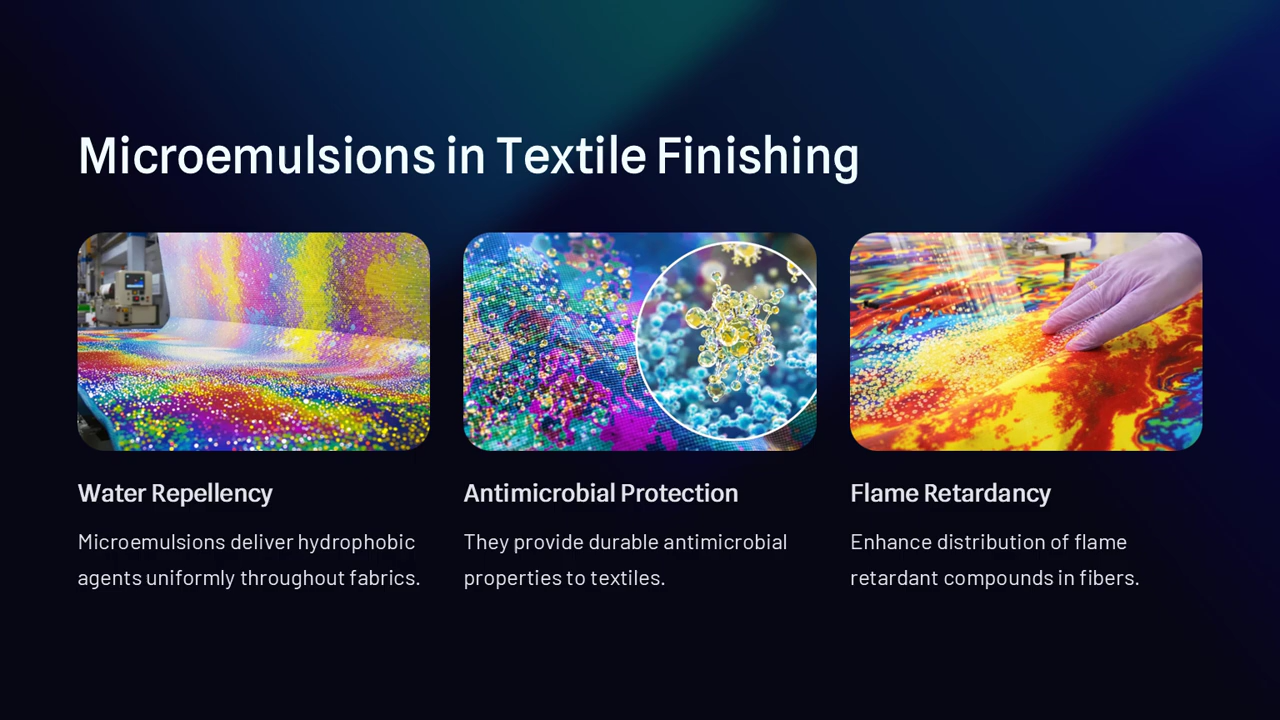 Microemulsions in Textile Finishing
Water Repellency
Microemulsions deliver hydrophobic
agents uniformly throughout fabrics.
Antimicrobial Protection
They provide durable antimicrobial
properties to textiles.
Flame Retardancy
Enhance distribution of flame
retardant compounds in fibers.